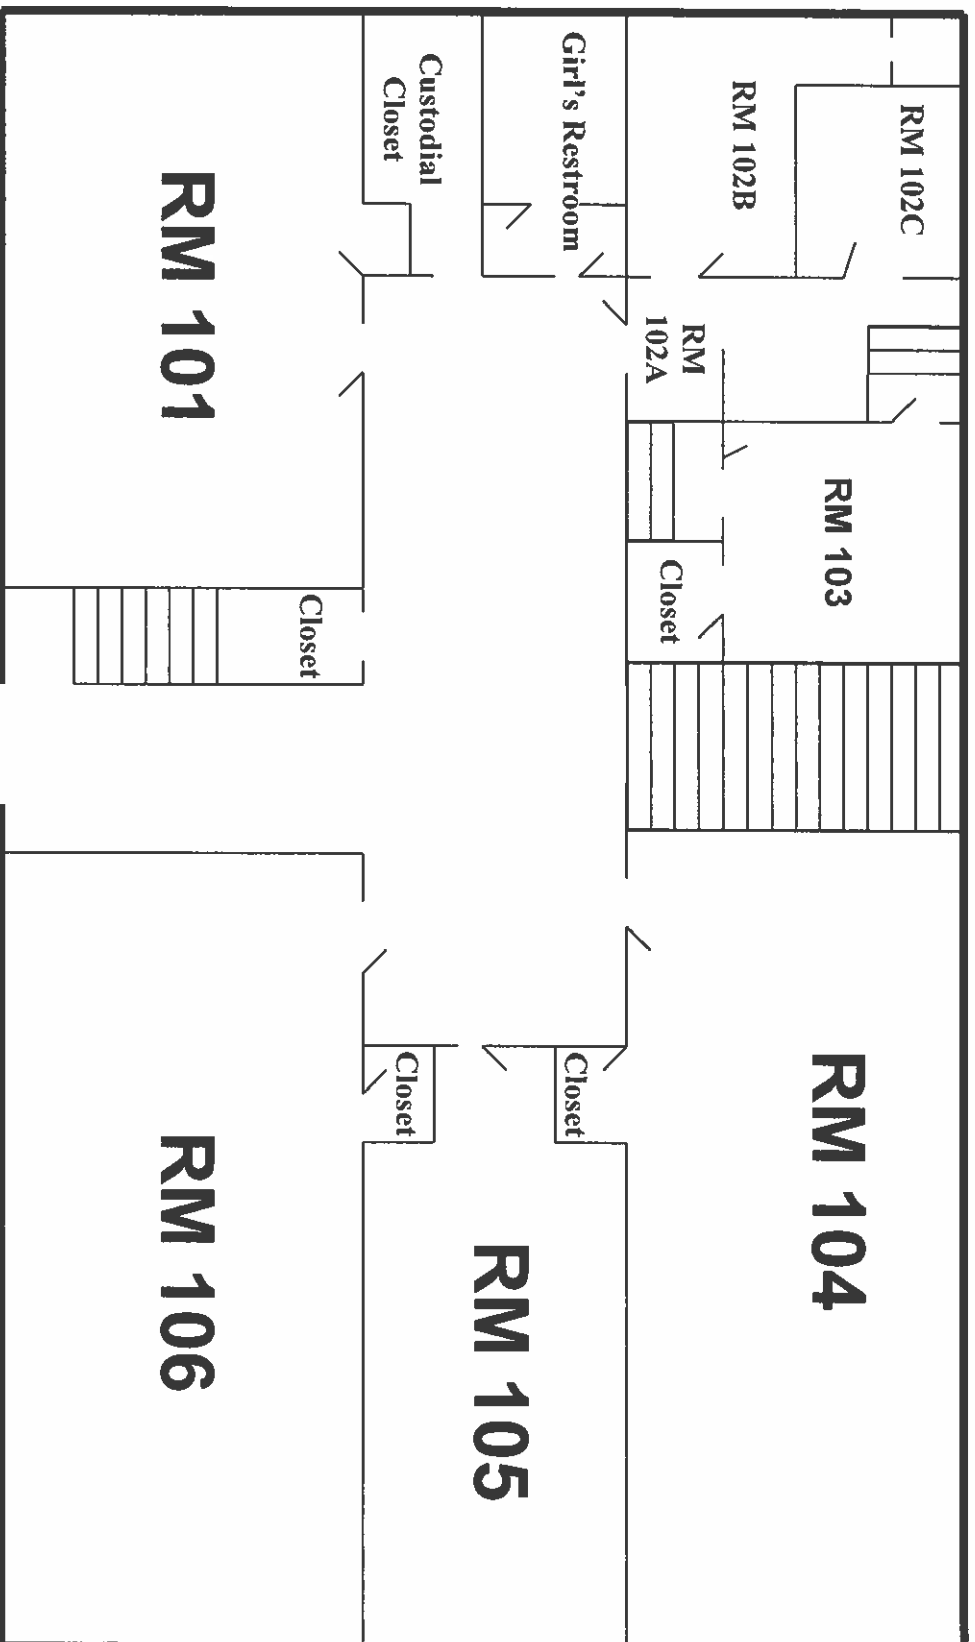 RM 102C
RM 102B
Girl's Restroom
Custodial
Closet
RM 101
RM
102A
RM 103
Closet
Closet
RM 104
Closet
Closet
RM 105
RM 106